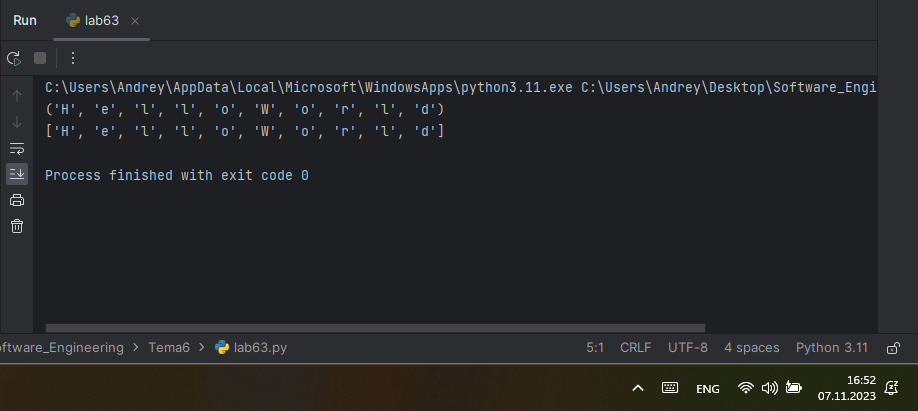 Run lab63
C:\Users\Andrey\AppData\Local\Microsoft\WindowsApps\python3.11.exe C:\Users\Andrey\Desktop\Software_Engi
('H', 'e', 'l', 'l', 'o', 'W', 'o', 'r', 'l', 'd')
['H', 'e', 'l', 'l', 'o', 'W', 'o', 'r', 'l', 'd']
Process finished with exit code 0
oftware_Engineering > Tema6 > lab63.py 5:1 CRLF UTF-8 4 spaces Python 3.11
ENG 16:52
07.11.2023